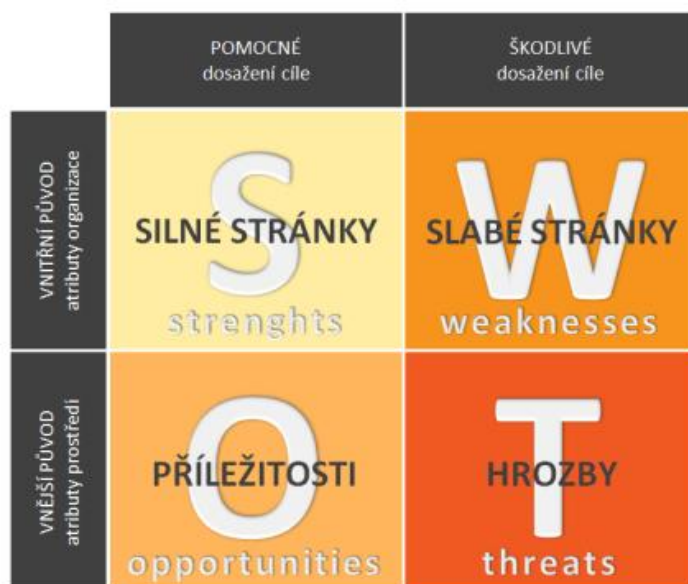 POMOCNÉ
dosažení cíle
ŠKODLIVÉ
dosažení cíle
VNITŘNÍ PŮVOD
atributy organizace
S
SILNÉ STRÁNKY
strenghts
W
SLABÉ STRÁNKY
weaknesses
VNĚJŠÍ PŮVOD
atributy prostředí
O
PŘÍLEŽITOSTI
opportunities
T
HROZBY
threats